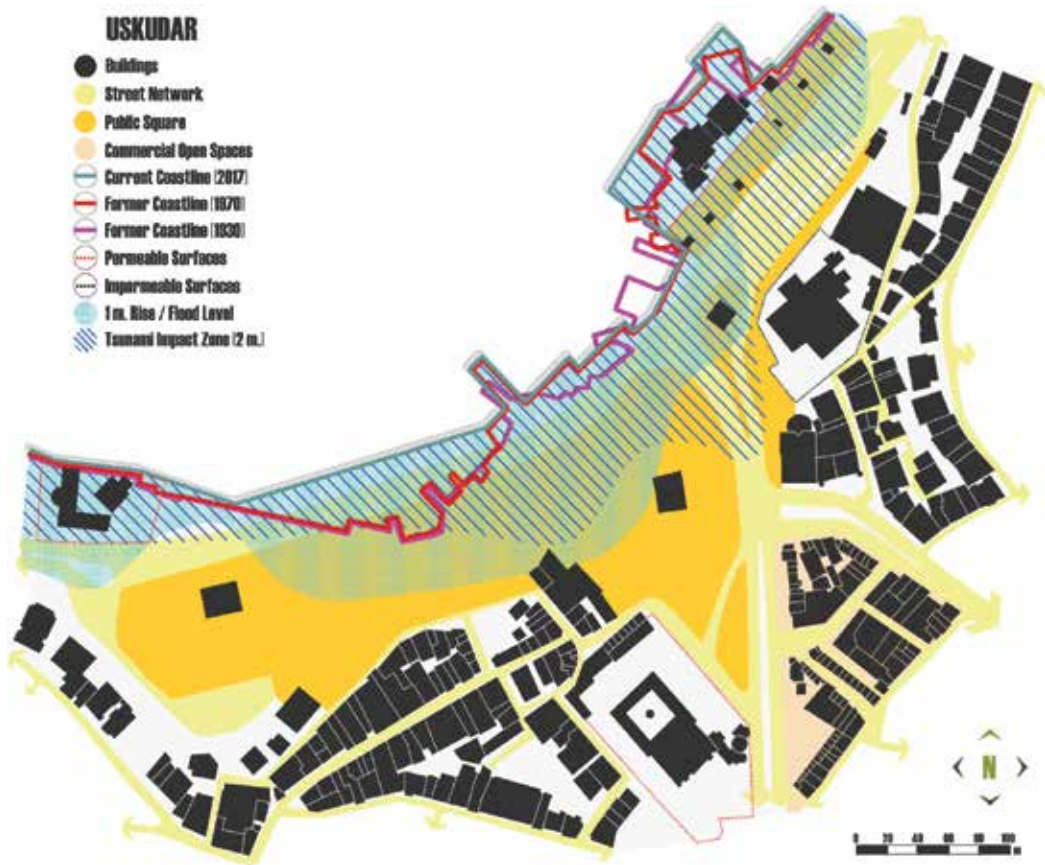 USKUDAR
Buildings
Street Network
Public Square
Commercial Open Spaces
Current Coastline [2017]
Former Coastline [1970]
Former Coastline [1930]
Permeable Surfaces
Impermeable Surfaces
1 m. Rise / Flood Level
Tsunami Impact Zone [2 m.]
N
0 20 40 60 80 100
m